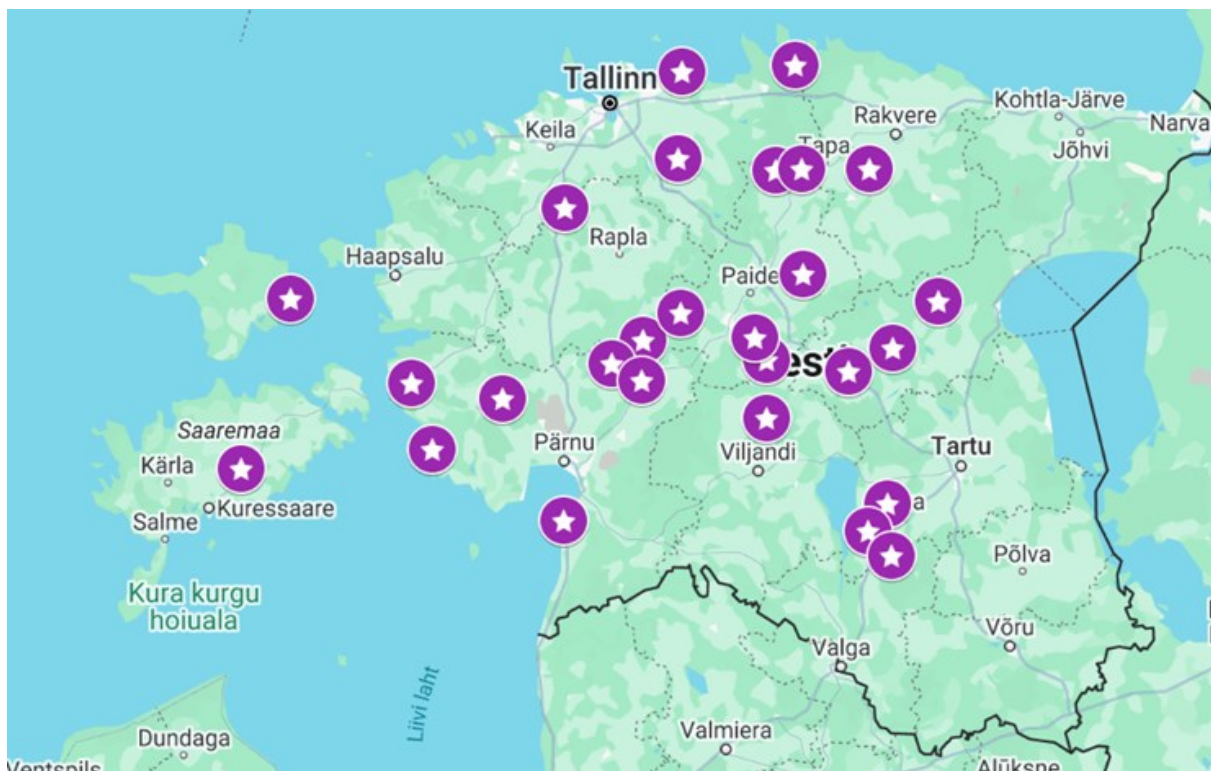 Tallinn
Kohtla-Järve
Rakvere
Narva
Keila
Tapa
Jõhvi
Rapla
Haapsalu
Paide
Saaremaa
Pärnu
Viljandi
Tartu
Kärla
Kuressaare
Salme
Põlva
Kura kurgu
hoiuala
Võru
Valga
Liivi laht
Valmiera
Dundaga